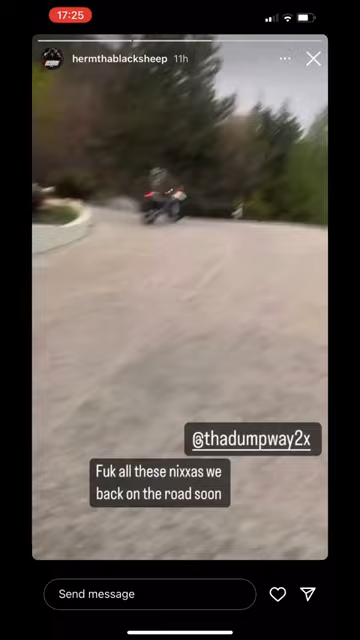 17:25
hermthablacksheep 11h
@thadumpway2x
Fuk all these nixxas we
back on the road soon
Send message